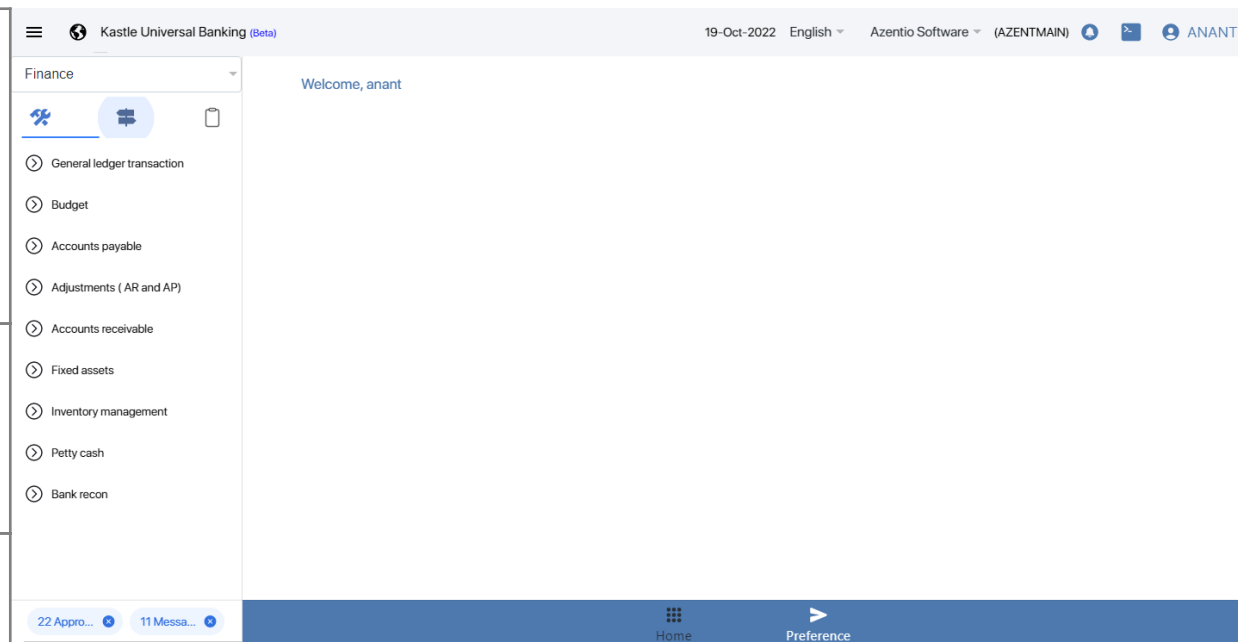 Kastle Universal Banking (Beta) 19-Oct-2022 English Azentio Software (AZENTMAIN) ANANT
Finance
Welcome, anant
General ledger transaction
Budget
Accounts payable
Adjustments ( AR and AP)
Accounts receivable
Fixed assets
Inventory management
Petty cash
Bank recon
22 Appro... 11 Messa...
Home Preference